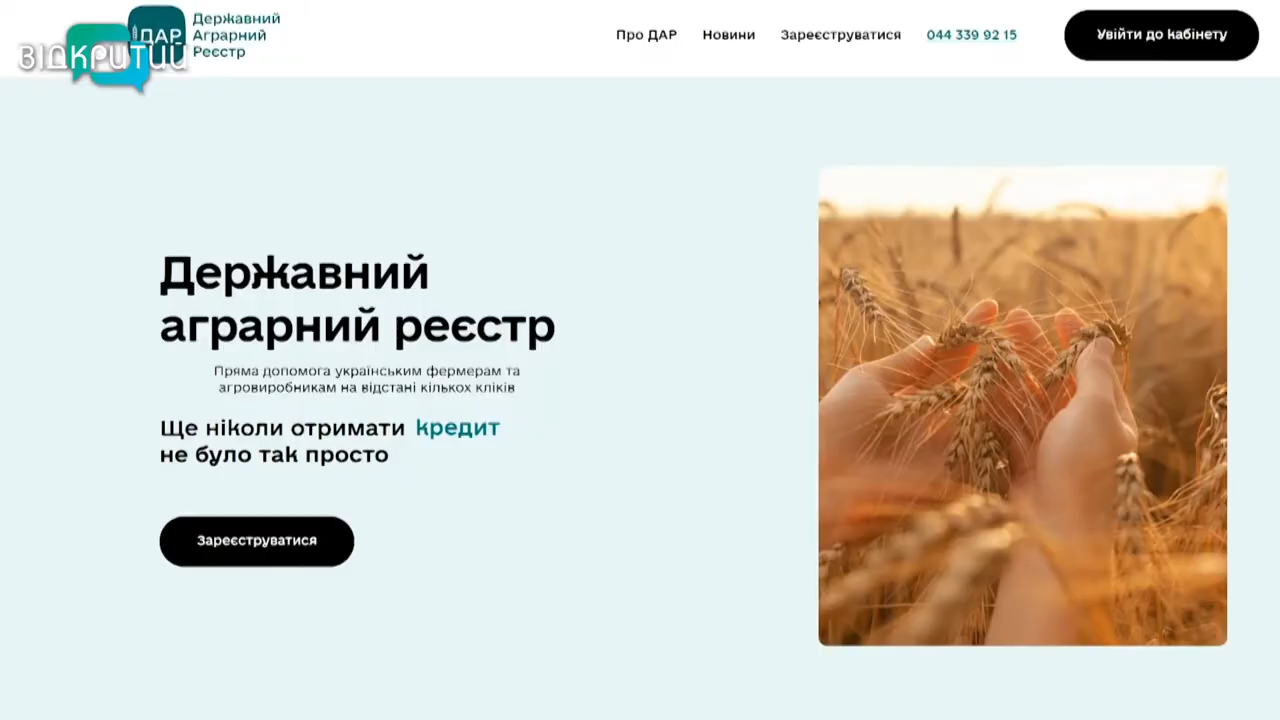 ВІДКРИТИЙ
ДАР
Державний
Аграрний
Реєстр
Про ДАР
Новини
Зареєструватися
044 339 92 15
Увійти до кабінету
Державний
аграрний реєстр
Пряма допомога українським фермерам та
агровиробникам на відстані кількох кліків
Ще ніколи отримати кредит
не було так просто
Зареєструватися